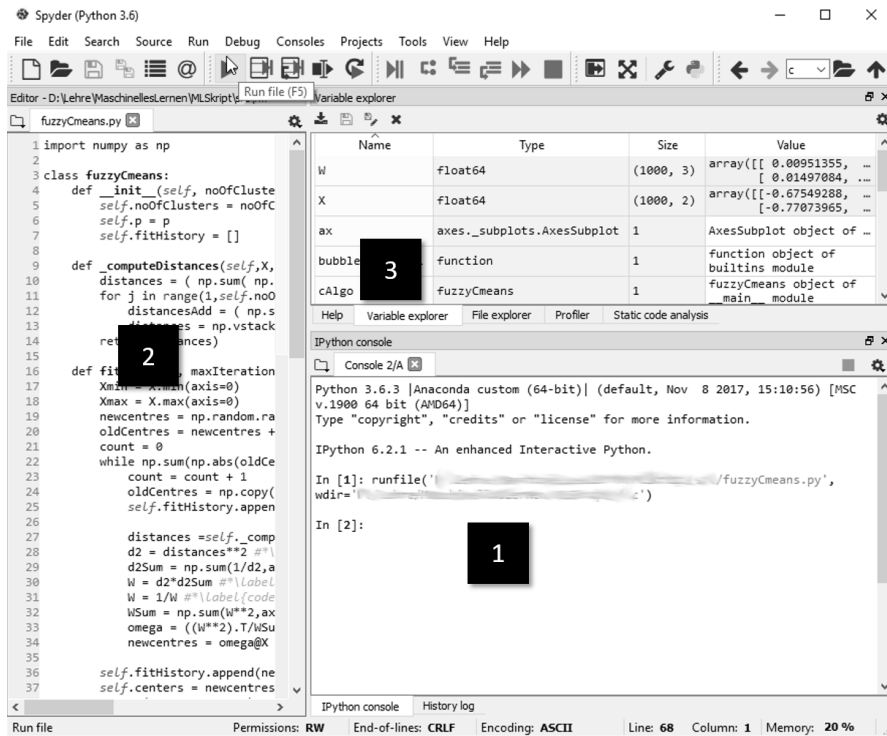 Spyder (Python 3.6)
File Edit Search Source Run Debug Consoles Projects Tools View Help
@ c
Run file (F5)
Editor - D:\Lehre\MaschinellesLernen\MLSkript\
fuzzyCmeans.py
1 import numpy as np
2
3 class fuzzyCmeans:
4 def __init__(self, noOfCluste
5 self.noOfClusters = noOfC
6 self.p = p
7 self.fitHistory = []
8
9 def _computeDistances(self,X,
10 distances = ( np.sum( np.
11 for j in range(1,self.noO
12 distancesAdd = ( np.s
13 = np.vstack
14
15
16 def maxIteration
17 Xmin = X.min(axis=0)
18 Xmax = X.max(axis=0)
19 newcentres = np.random.ra
20 oldCentres = newcentres +
21 count = 0
22 while np.sum(np.abs(oldCe
23 count = count + 1
24 oldCentres = np.copy(
25 self.fitHistory.appen
26
27 distances =self._comp
28 d2 = distances**2 #*\
29 d2Sum = np.sum(1/d2,a
30 W = d2*d2Sum #*\label
31 W = 1/W #*\label{code
32 WSum = np.sum(W**2,ax
33 omega = ((W**2).T/WSu
34 newcentres = omega@X
35
36 self.fitHistory.append(ne
37 self.centers = newcentres
2
Variable explorer
Name Type Size Value
W float64 (1000, 3) array([[ 0.00951355, …
[ 0.01497084, ...
X float64 (1000, 2) array([[-0.67549288, …
[-0.77073965, …
ax axes._subplots.AxesSubplot 1 AxesSubplot object of …
bubble function 1 function object of
builtins module
cAlgo fuzzyCmeans 1 fuzzyCmeans object of
__main__ module
3
Help Variable explorer File explorer Profiler Static code analysis
IPython console
Console 2/A
Python 3.6.3 |Anaconda custom (64-bit)| (default, Nov 8 2017, 15:10:56) [MSC
v.1900 64 bit (AMD64)]
Type "copyright", "credits" or "license" for more information.
IPython 6.2.1 -- An enhanced Interactive Python.
In [1]: runfile(' /fuzzyCmeans.py',
wdir=' ')
In [2]:
1
IPython console History log
Run file Permissions: RW End-of-lines: CRLF Encoding: ASCII Line: 68 Column: 1 Memory: 20 %